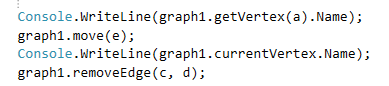 Console.WriteLine(graph1.getVertex(a).Name);
graph1.move(e);
Console.WriteLine(graph1.currentVertex.Name);
graph1.removeEdge(c, d);